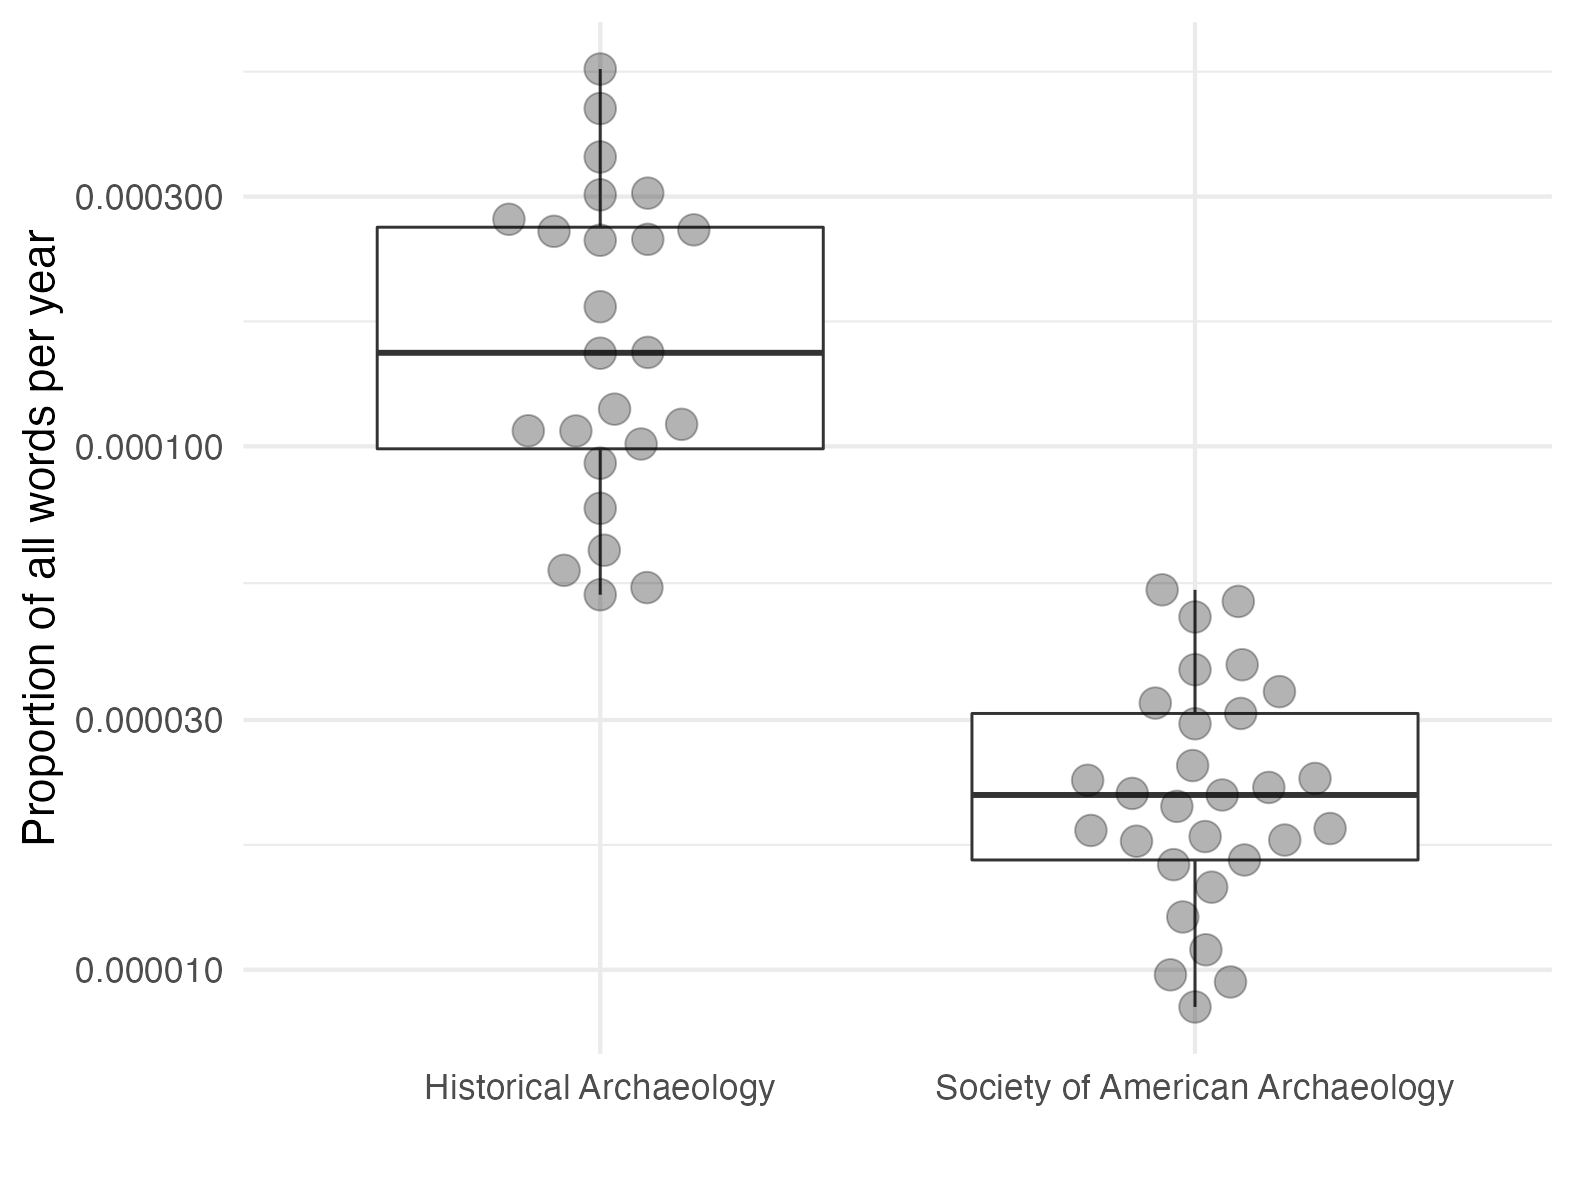 Proportion of all words per year
0.000300
0.000100
0.000030
0.000010
Historical Archaeology
Society of American Archaeology